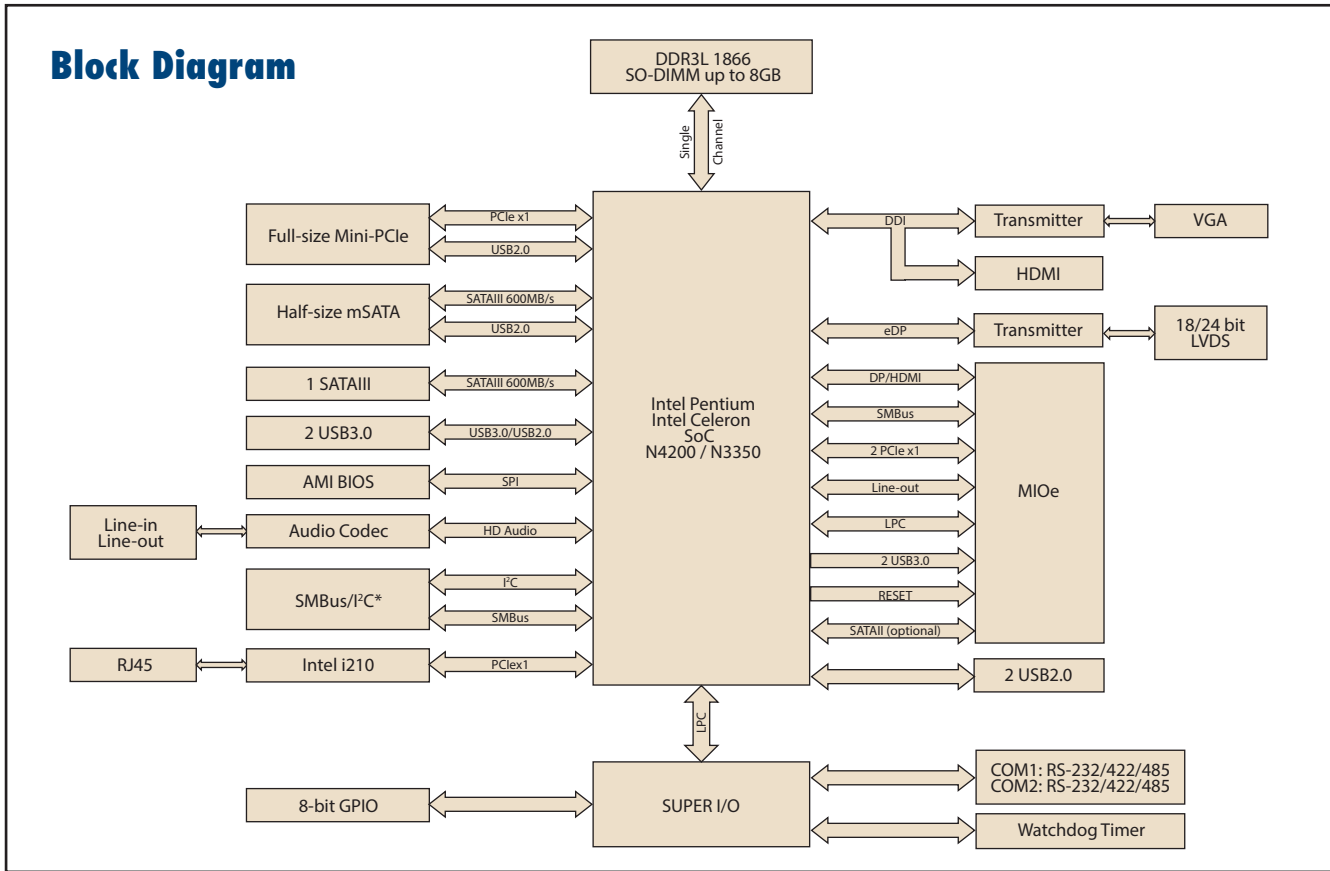 Block Diagram
DDR3L 1866
SO-DIMM up to 8GB
Single
Channel
Full-size Mini-PCIe
PCIe x1
USB2.0
Half-size mSATA
SATAIII 600MB/s
USB2.0
1 SATAIII
SATAIII 600MB/s
2 USB3.0
USB3.0/USB2.0
AMI BIOS
SPI
Line-in
Line-out
Audio Codec
HD Audio
SMBus/I²C*
I²C
SMBus
RJ45
Intel i210
PCIex1
Intel Pentium
Intel Celeron
SoC
N4200 / N3350
DDI
Transmitter
VGA
HDMI
eDP
Transmitter
18/24 bit
LVDS
DP/HDMI
SMBus
2 PCIe x1
Line-out
LPC
2 USB3.0
RESET
SATAII (optional)
MIOe
2 USB2.0
LPC
8-bit GPIO
SUPER I/O
COM1: RS-232/422/485
COM2: RS-232/422/485
Watchdog Timer